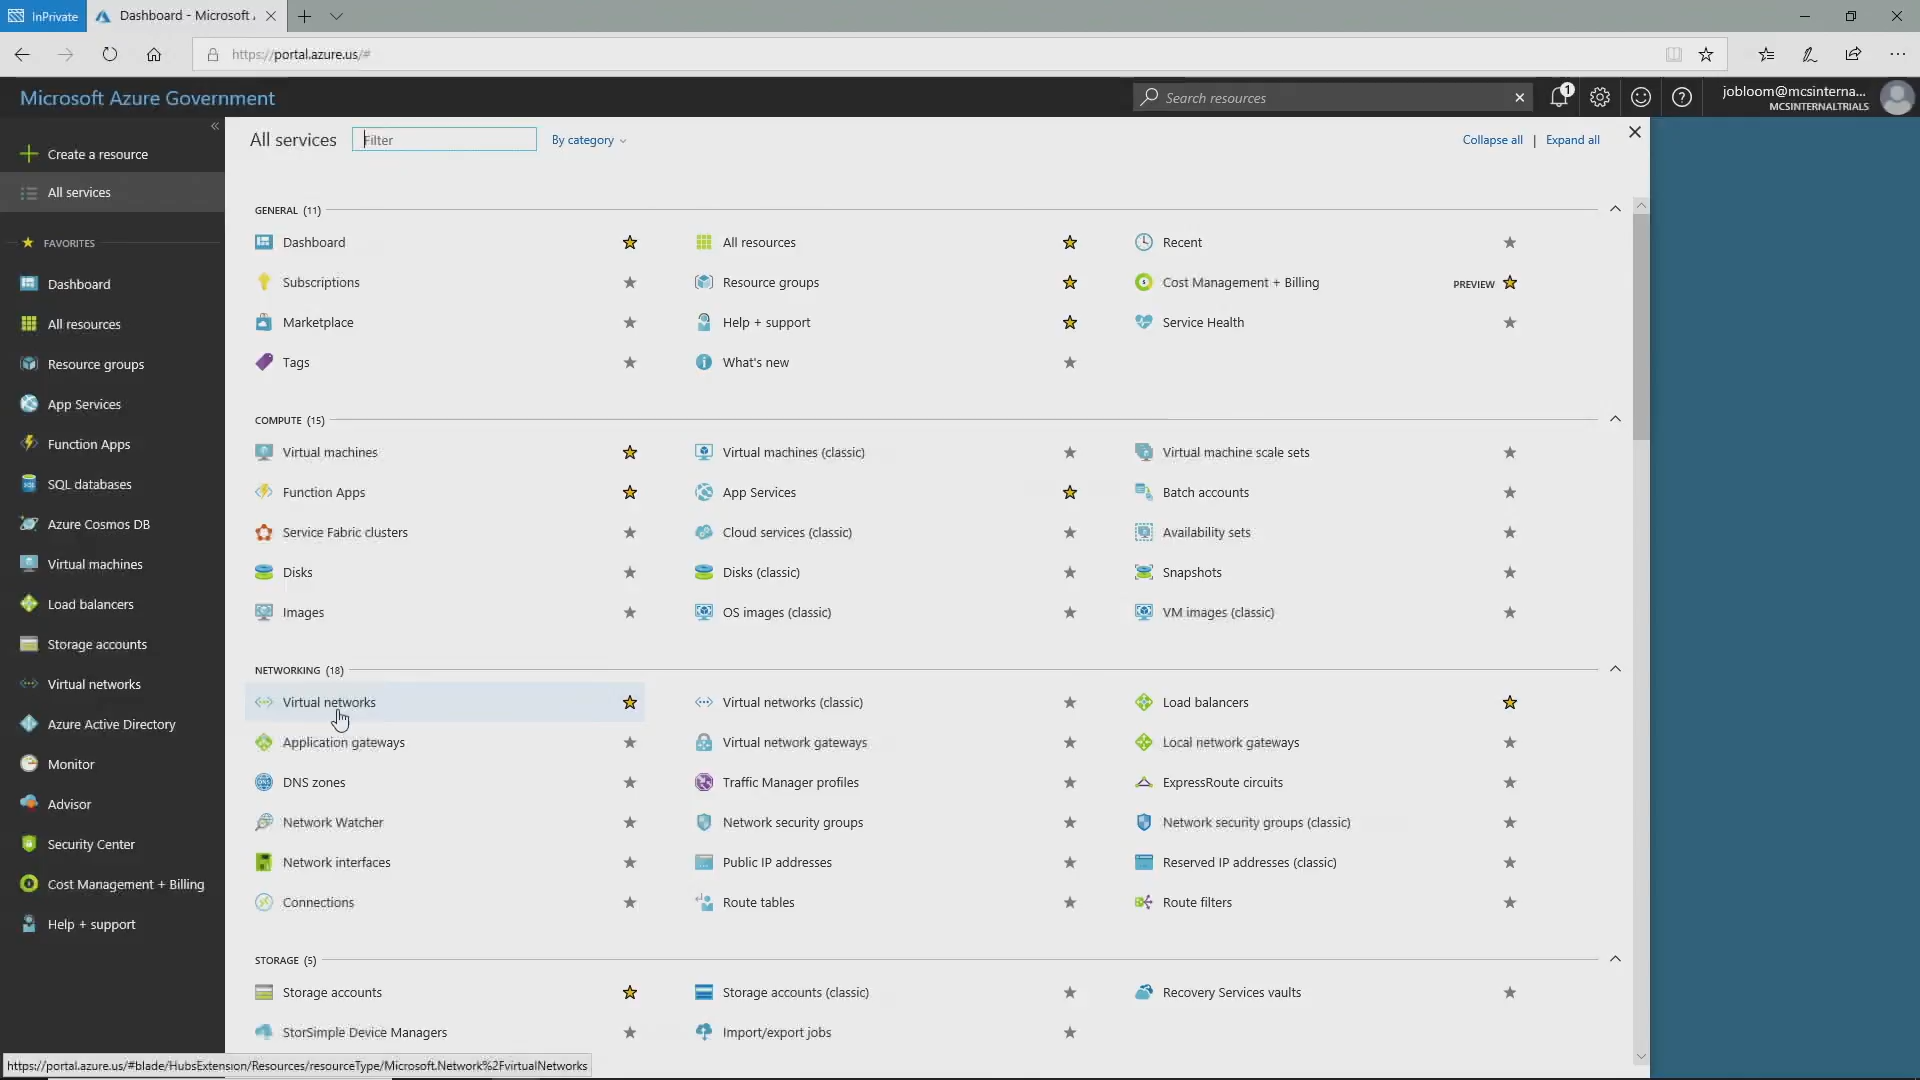 InPrivate
Dashboard - Microsoft
https://portal.azure.us/#
Microsoft Azure Government
Search resources
1
jobloom@mcsinterna...
MCSINTERNALTRIALS
Create a resource
All services
FAVORITES
Dashboard
All resources
Resource groups
App Services
Function Apps
SQL databases
Azure Cosmos DB
Virtual machines
Load balancers
Storage accounts
Virtual networks
Azure Active Directory
Monitor
Advisor
Security Center
Cost Management + Billing
Help + support
All services
Filter
By category
Collapse all | Expand all
GENERAL (11)
Dashboard
All resources
Recent
Subscriptions
Resource groups
Cost Management + Billing
PREVIEW
Marketplace
Help + support
Service Health
Tags
What's new
COMPUTE (15)
Virtual machines
Virtual machines (classic)
Virtual machine scale sets
Function Apps
App Services
Batch accounts
Service Fabric clusters
Cloud services (classic)
Availability sets
Disks
Disks (classic)
Snapshots
Images
OS images (classic)
VM images (classic)
NETWORKING (18)
Virtual networks
Virtual networks (classic)
Load balancers
Application gateways
Virtual network gateways
Local network gateways
DNS zones
Traffic Manager profiles
ExpressRoute circuits
Network Watcher
Network security groups
Network security groups (classic)
Network interfaces
Public IP addresses
Reserved IP addresses (classic)
Connections
Route tables
Route filters
STORAGE (5)
Storage accounts
Storage accounts (classic)
Recovery Services vaults
StorSimple Device Managers
Import/export jobs
https://portal.azure.us/#blade/HubsExtension/Resources/resourceType/Microsoft.Network%2FvirtualNetworks